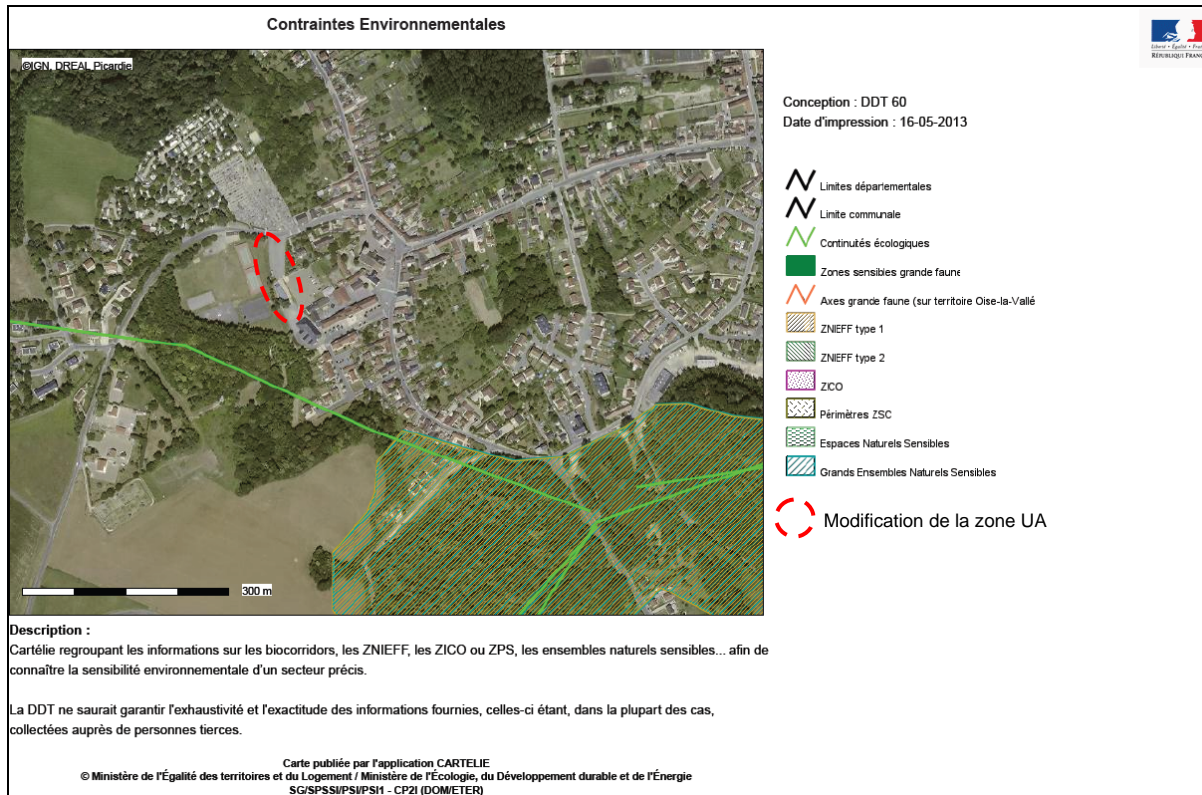 Contraintes Environnementales
Liberté • Égalité • Frat
RÉPUBLIQUE FRANÇ
©IGN, DREAL Picardie
Conception : DDT 60
Date d'impression : 16-05-2013
Limites départementales
Limite communale
Continuités écologiques
Zones sensibles grande faune
Axes grande faune (sur territoire Oise-la-Vallé
ZNIEFF type 1
ZNIEFF type 2
ZICO
Périmètres ZSC
Espaces Naturels Sensibles
Grands Ensembles Naturels Sensibles
Modification de la zone UA
300 m
Description :
Cartélie regroupant les informations sur les biocorridors, les ZNIEFF, les ZICO ou ZPS, les ensembles naturels sensibles... afin de
connaître la sensibilité environnementale d'un secteur précis.
La DDT ne saurait garantir l'exhaustivité et l'exactitude des informations fournies, celles-ci étant, dans la plupart des cas,
collectées auprès de personnes tierces.
Carte publiée par l'application CARTELIE
© Ministère de l'Égalité des territoires et du Logement / Ministère de l'Écologie, du Développement durable et de l'Énergie
SG/SPSSI/PSI/PSI1 - CP2I (DOM/ETER)